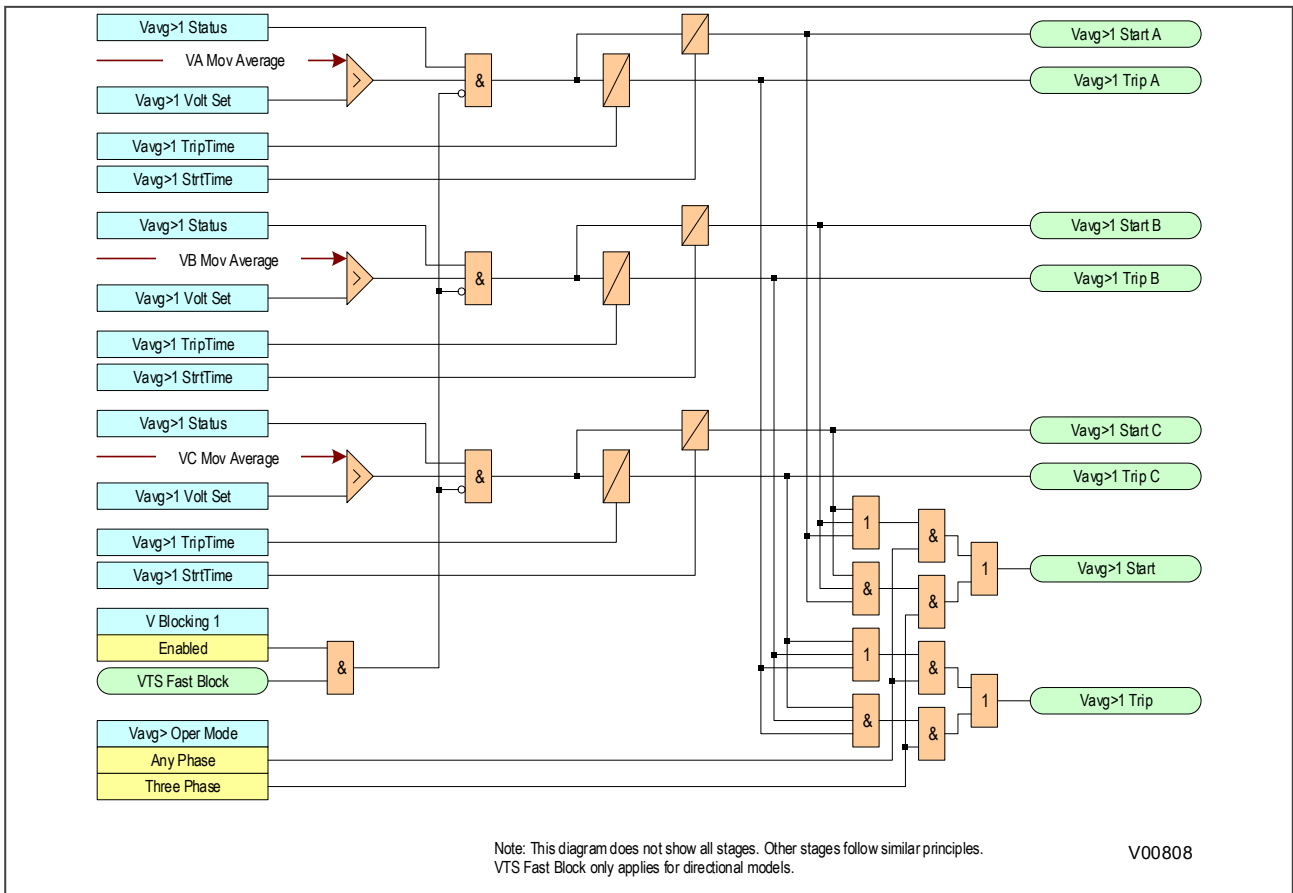 Vavg>1 Status
VA Mov Average
Vavg>1 Volt Set
Vavg>1 TripTime
Vavg>1 StrtTime
>
&
Vavg>1 Start A
Vavg>1 Trip A
Vavg>1 Status
VB Mov Average
Vavg>1 Volt Set
Vavg>1 TripTime
Vavg>1 StrtTime
>
&
Vavg>1 Start B
Vavg>1 Trip B
Vavg>1 Status
VC Mov Average
Vavg>1 Volt Set
Vavg>1 TripTime
Vavg>1 StrtTime
>
&
Vavg>1 Start C
Vavg>1 Trip C
1
&
&
&
1
Vavg>1 Start
V Blocking 1
Enabled
VTS Fast Block
&
1
&
&
&
1
Vavg>1 Trip
Vavg> Oper Mode
Any Phase
Three Phase
Note: This diagram does not show all stages. Other stages follow similar principles.
VTS Fast Block only applies for directional models.
V00808